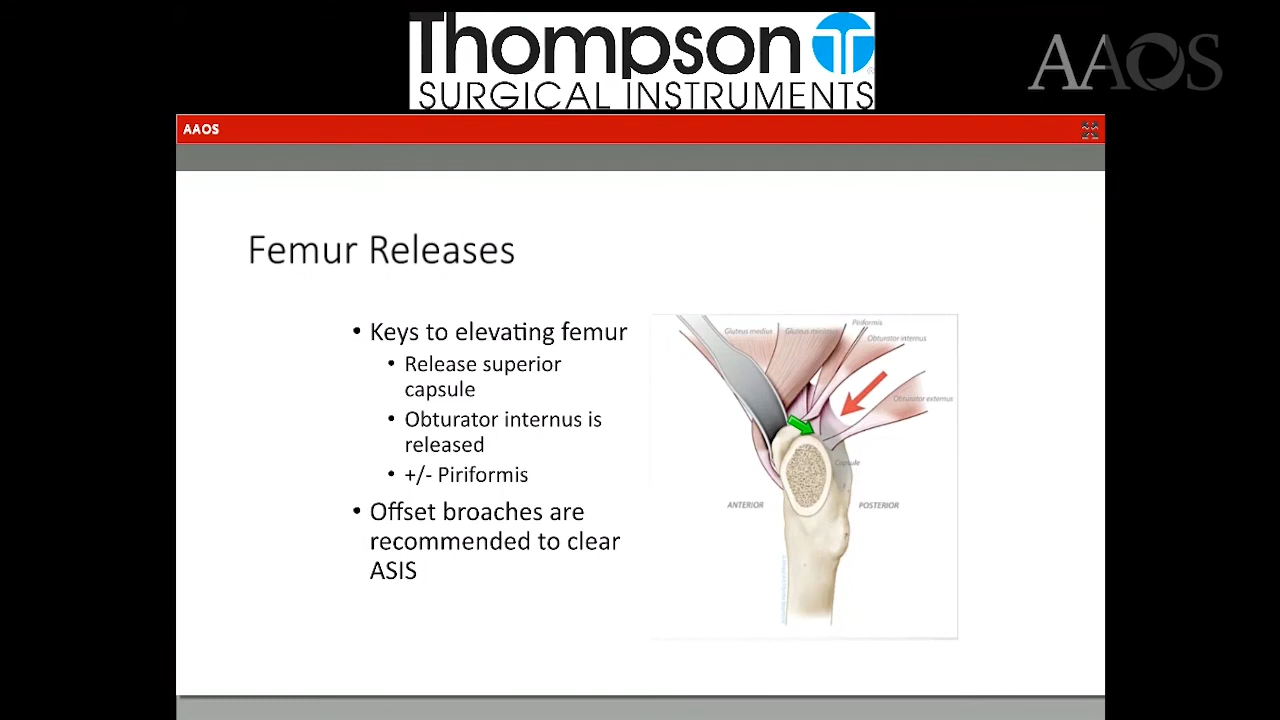 Thompson
SURGICAL INSTRUMENTS
AAOS
AAOS
Femur Releases
• Keys to elevating femur
• Release superior
capsule
• Obturator internus is
released
• +/- Piriformis
• Offset broaches are
recommended to clear
ASIS
Gluteus medius
Gluteus minimus
Piriformis
Obturator internus
Obturator externus
Capsule
ANTERIOR
POSTERIOR